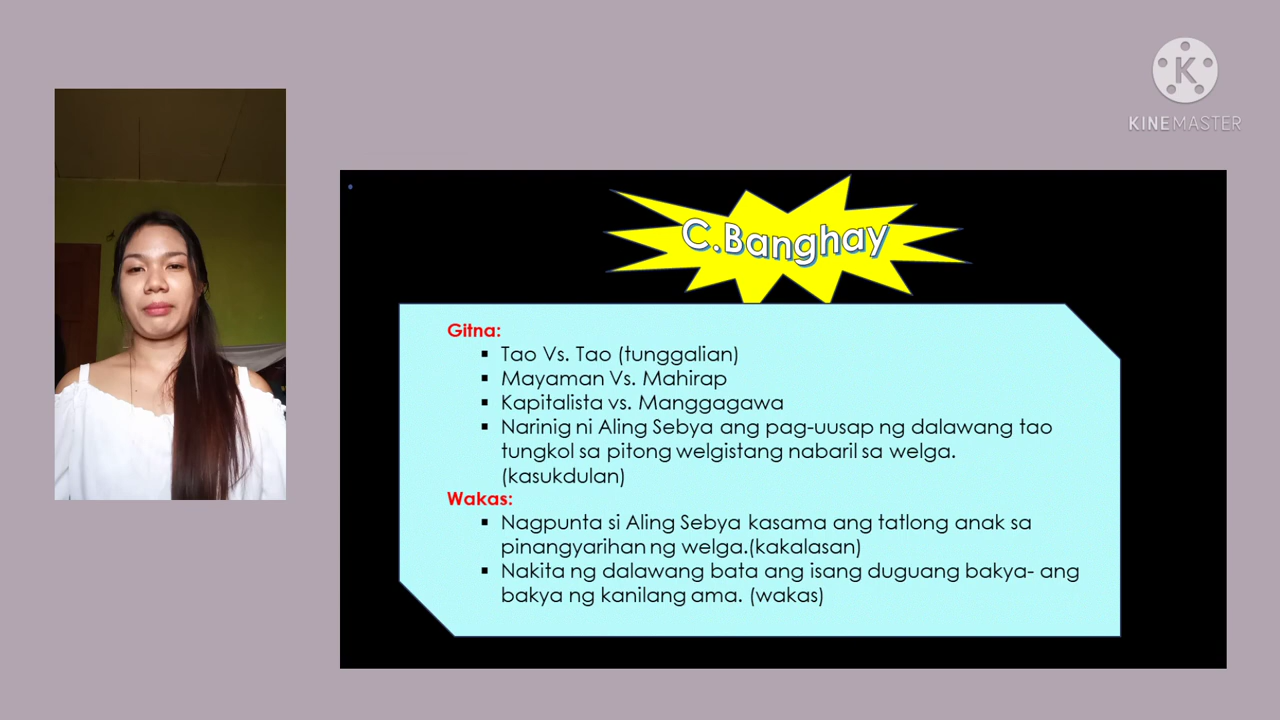 K
KINEMASTER
C.Banghay
Gitna:
▪ Tao Vs. Tao (tunggalian)
▪ Mayaman Vs. Mahirap
▪ Kapitalista vs. Manggagawa
▪ Narinig ni Aling Sebya ang pag-uusap ng dalawang tao
tungkol sa pitong welgistang nabaril sa welga.
(kasukdulan)
Wakas:
▪ Nagpunta si Aling Sebya kasama ang tatlong anak sa
pinangyarihan ng welga.(kakalasan)
▪ Nakita ng dalawang bata ang isang duguang bakya- ang
bakya ng kanilang ama. (wakas)